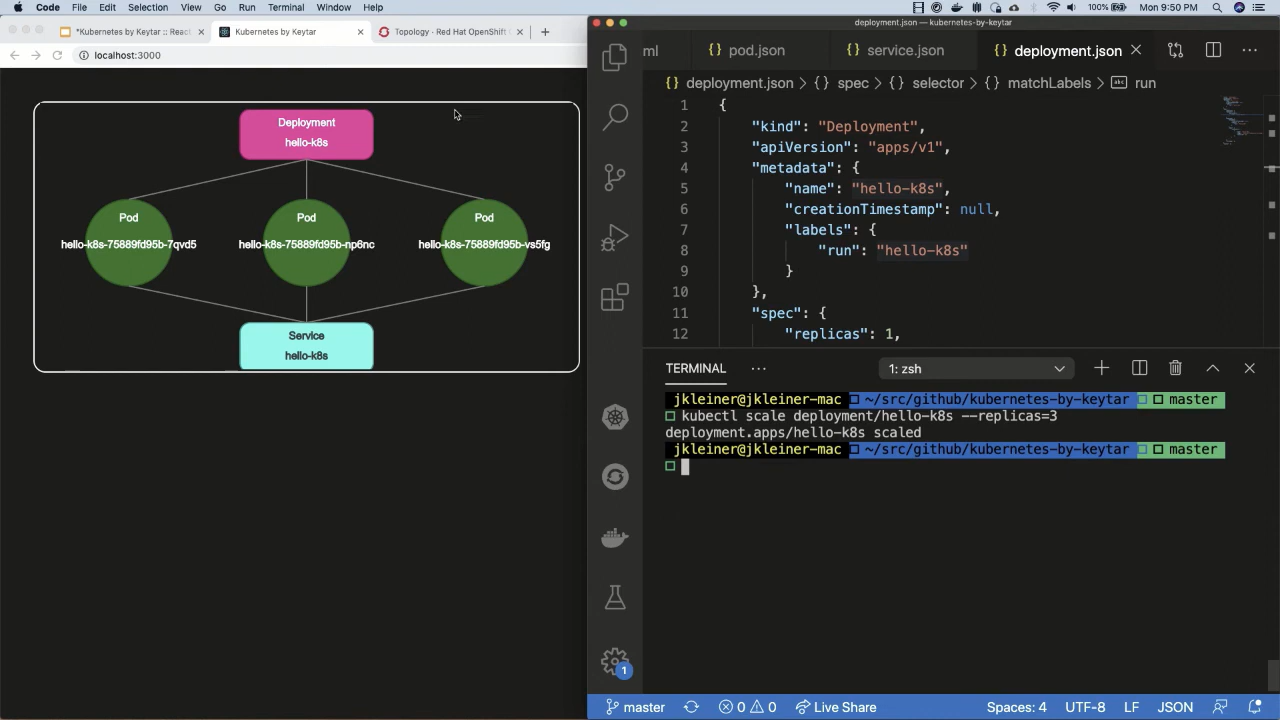 Code File Edit Selection View Go Run Terminal Window Help
100% Mon 9:50 PM
*Kubernetes by Keytar :: React
Kubernetes by Keytar
Topology · Red Hat OpenShift
localhost:3000
Deployment
hello-k8s
Pod
hello-k8s-75889fd95b-7qvd5
Pod
hello-k8s-75889fd95b-np6nc
Pod
hello-k8s-75889fd95b-vs5fg
Service
hello-k8s
deployment.json — kubernetes-by-keytar
ml
{} pod.json
{} service.json
{} deployment.json
{} deployment.json > {} spec > {} selector > {} matchLabels > abc run
1 {
2 "kind": "Deployment",
3 "apiVersion": "apps/v1",
4 "metadata": {
5 "name": "hello-k8s",
6 "creationTimestamp": null,
7 "labels": {
8 "run": "hello-k8s"
9 }
10 },
11 "spec": {
12 "replicas": 1,
TERMINAL ··· 1: zsh
jkleiner@jkleiner-mac ~/src/github/kubernetes-by-keytar master
kubectl scale deployment/hello-k8s --replicas=3
deployment.apps/hello-k8s scaled
jkleiner@jkleiner-mac ~/src/github/kubernetes-by-keytar master
1
master 0 0 Live Share Spaces: 4 UTF-8 LF JSON